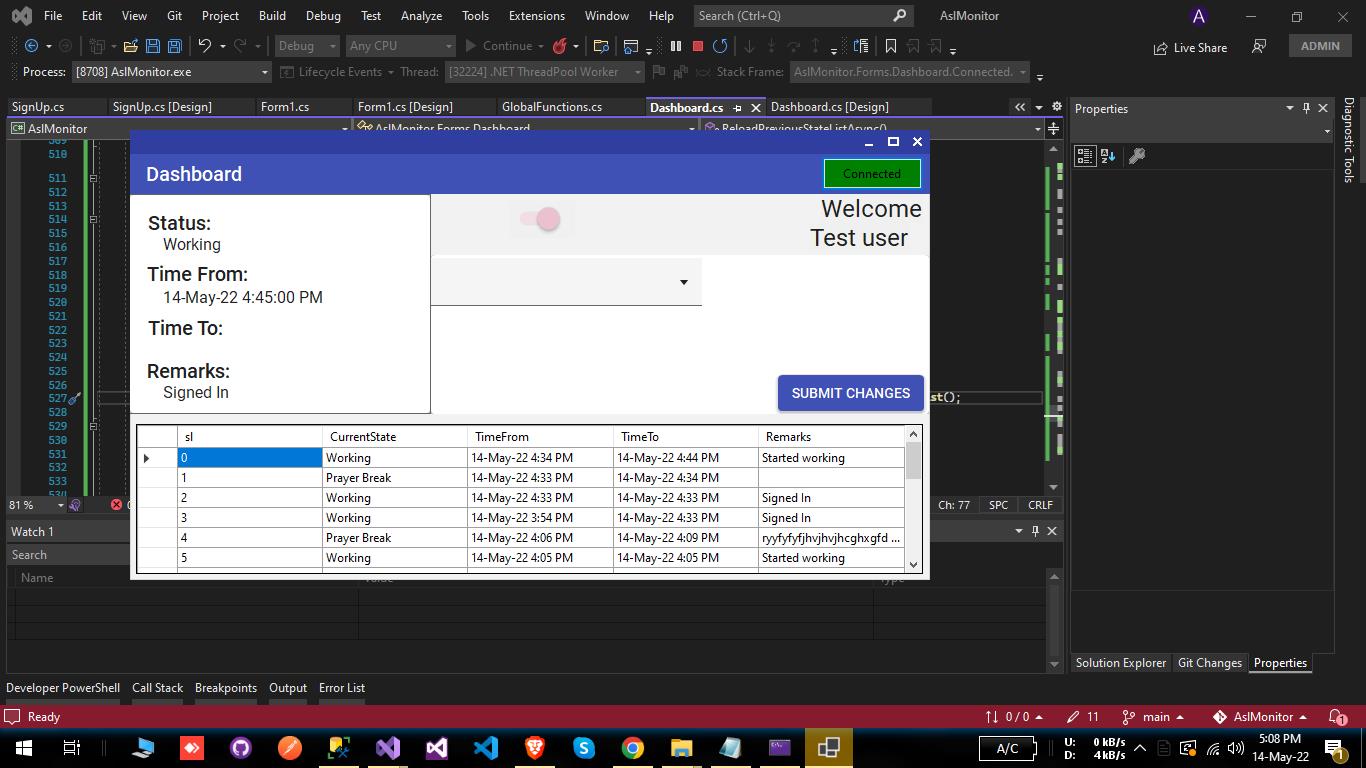 File Edit View Git Project Build Debug Test Analyze Tools Extensions Window Help Search (Ctrl+Q) AslMonitor A
Debug Any CPU Continue Live Share ADMIN
Process: [8708] AslMonitor.exe Lifecycle Events Thread: [32224] .NET ThreadPool Worker Stack Frame: AslMonitor.Forms.Dashboard.Connected.
SignUp.cs SignUp.cs [Design] Form1.cs Form1.cs [Design] GlobalFunctions.cs Dashboard.cs Dashboard.cs [Design] Properties
C# AslMonitor AslMonitor.Forms.Dashboard ReloadPreviousStateListAsync()
Diagnostic Tools
509
510
511
512
513
514
515
516
517
518
519
520
521
522
523
524
525
526
527 st();
528
529
530
531
532
533
534
Dashboard Connected
Status:
Working
Time From:
14-May-22 4:45:00 PM
Time To:
Remarks:
Signed In
Welcome
Test user
SUBMIT CHANGES
sl CurrentState TimeFrom TimeTo Remarks
0 Working 14-May-22 4:34 PM 14-May-22 4:44 PM Started working
1 Prayer Break 14-May-22 4:33 PM 14-May-22 4:34 PM
2 Working 14-May-22 4:33 PM 14-May-22 4:33 PM Signed In
3 Working 14-May-22 3:54 PM 14-May-22 4:33 PM Signed In
4 Prayer Break 14-May-22 4:06 PM 14-May-22 4:09 PM ryyfyfyfjhvjhvjhcghxgfd ...
5 Working 14-May-22 4:05 PM 14-May-22 4:05 PM Started working
81 % Ch: 77 SPC CRLF
Watch 1
Search
Name Value Type
Solution Explorer Git Changes Properties
Developer PowerShell Call Stack Breakpoints Output Error List
Ready 0 / 0 11 main AslMonitor 1
A/C U: 0 kB/s
D: 4 kB/s
5:08 PM
14-May-22
1